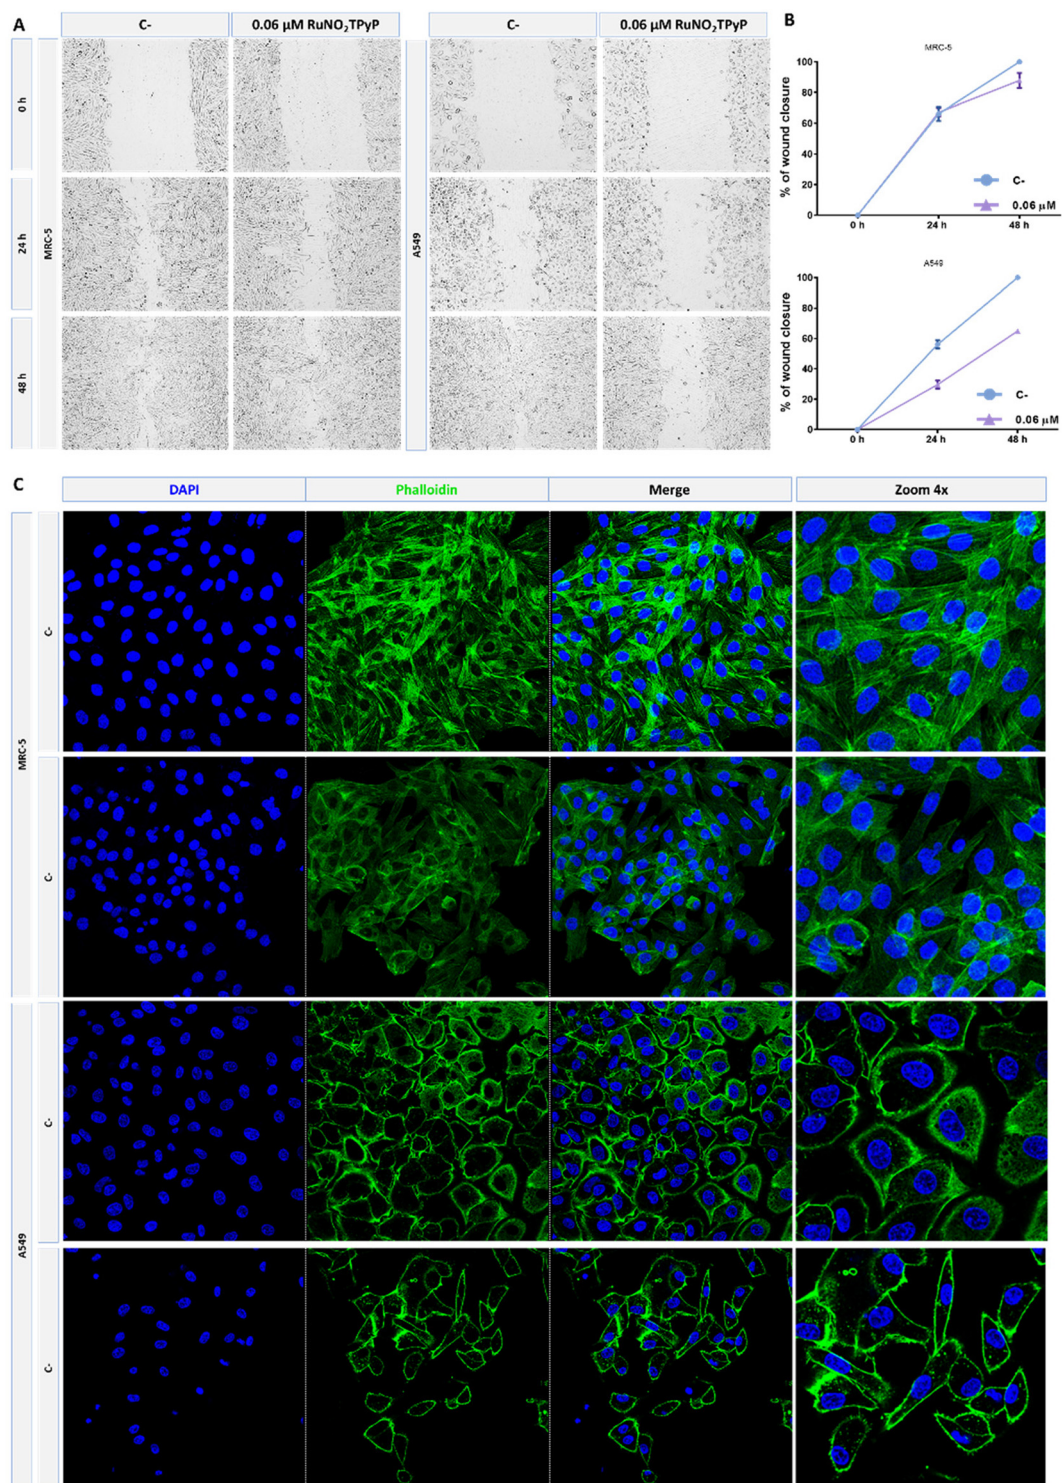 A
C-
0.06 µM RuNO₂TPyP
C-
0.06 µM RuNO₂TPyP
0 h
24 h
48 h
MRC-5
A549
B
MRC-5
% of wound closure
100
80
60
40
20
0
0 h
24 h
48 h
C-
0.06 µM
A549
% of wound closure
100
80
60
40
20
0
0 h
24 h
48 h
C-
0.06 µM
C
DAPI
Phalloidin
Merge
Zoom 4x
MRC-5
C-
C-
A549
C-
C-